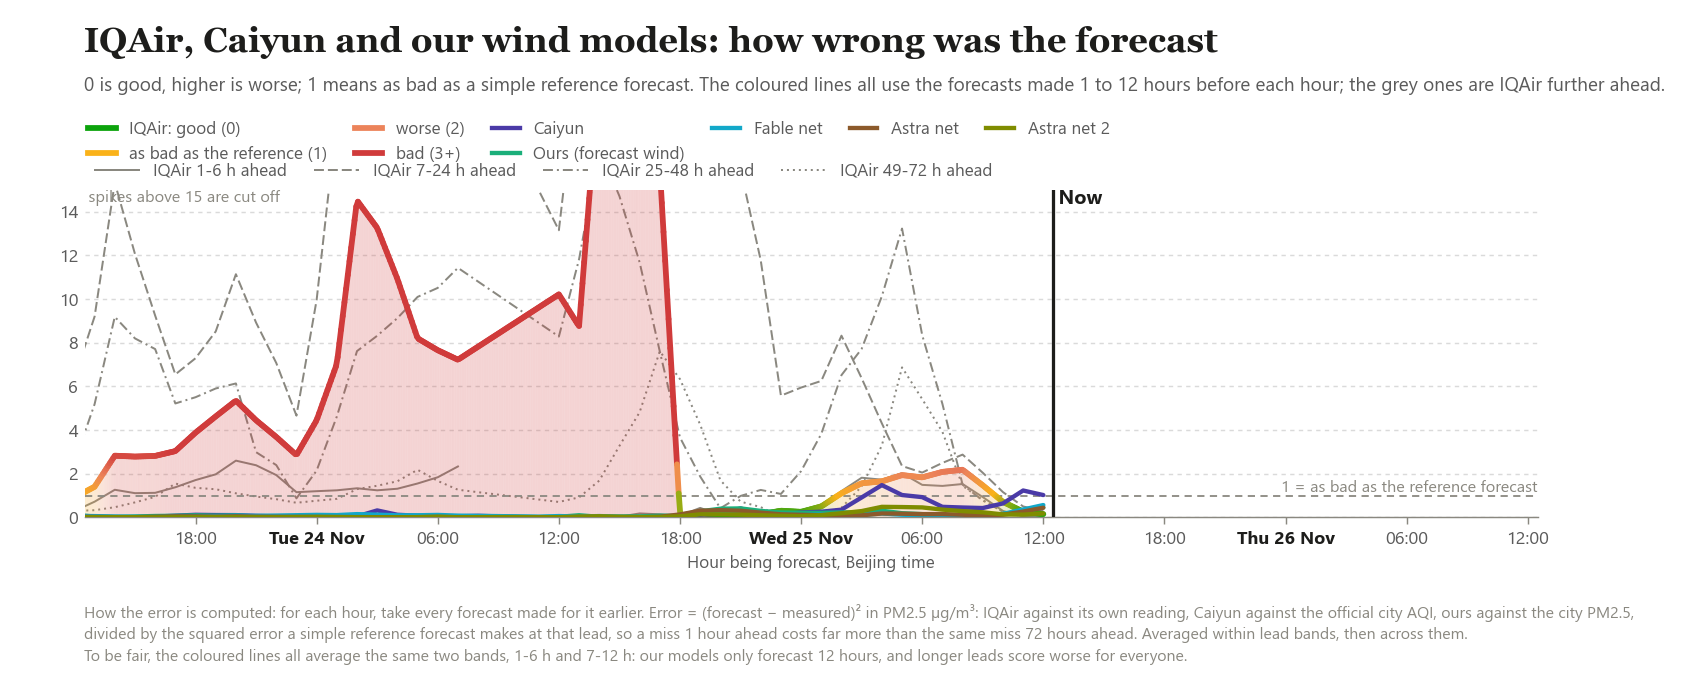 IQAir, Caiyun and our wind models: how wrong was the forecast
0 is good, higher is worse; 1 means as bad as a simple reference forecast. The coloured lines all use the forecasts made 1 to 12 hours before each hour; the grey ones are IQAir further ahead.
IQAir: good (0) worse (2) Caiyun Fable net Astra net Astra net 2
as bad as the reference (1) bad (3+) Ours (forecast wind)
IQAir 1-6 h ahead IQAir 7-24 h ahead IQAir 25-48 h ahead IQAir 49-72 h ahead
spikes above 15 are cut off
Now
14
12
10
8
6
4
2
1 = as bad as the reference forecast
0
18:00 Tue 24 Nov 06:00 12:00 18:00 Wed 25 Nov 06:00 12:00 18:00 Thu 26 Nov 06:00 12:00
Hour being forecast, Beijing time
How the error is computed: for each hour, take every forecast made for it earlier. Error = (forecast − measured)² in PM2.5 µg/m³: IQAir against its own reading, Caiyun against the official city AQI, ours against the city PM2.5,
divided by the squared error a simple reference forecast makes at that lead, so a miss 1 hour ahead costs far more than the same miss 72 hours ahead. Averaged within lead bands, then across them.
To be fair, the coloured lines all average the same two bands, 1-6 h and 7-12 h: our models only forecast 12 hours, and longer leads score worse for everyone.